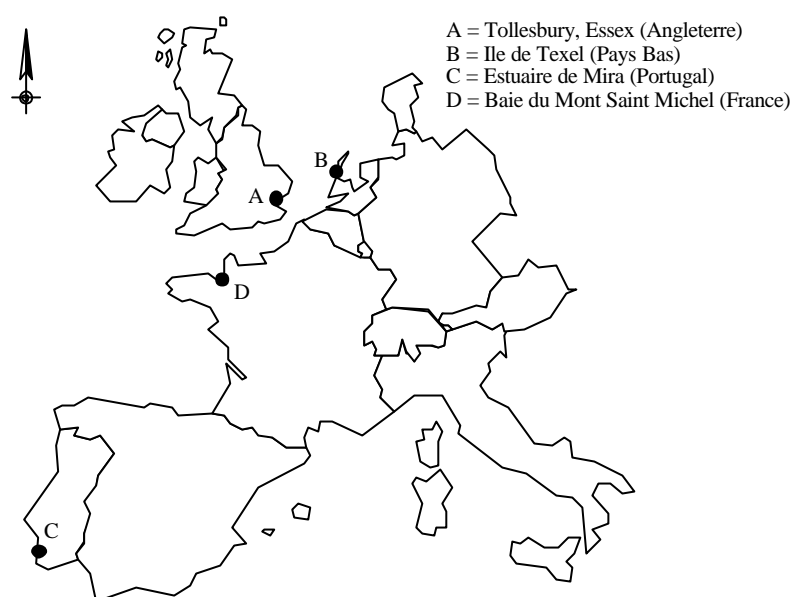 A = Tollesbury, Essex (Angleterre)
B = Ile de Texel (Pays Bas)
C = Estuaire de Mira (Portugal)
D = Baie du Mont Saint Michel (France)
B
A
D
C